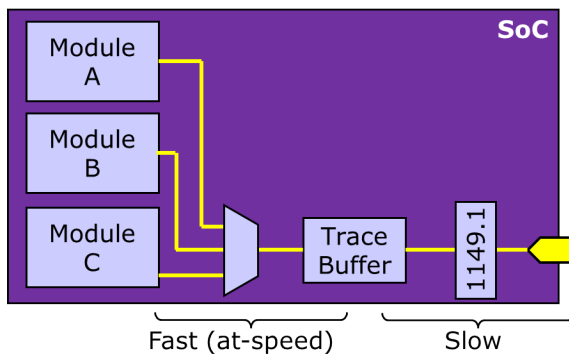 SoC
Module
A
Module
B
Module
C
Trace
Buffer
1149.1
Fast (at-speed)
Slow